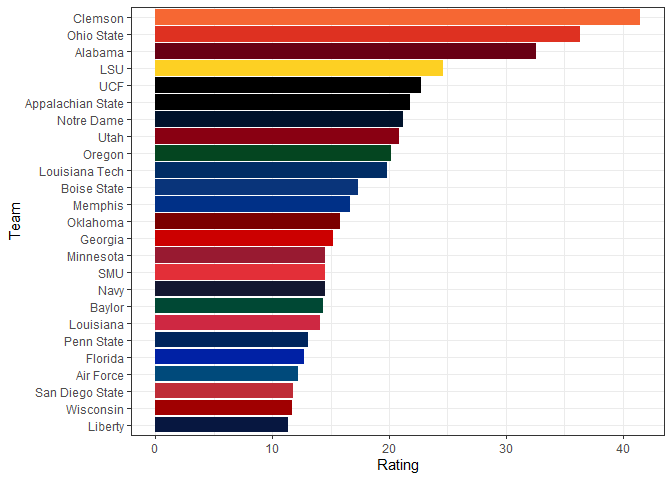 Clemson
Ohio State
Alabama
LSU
UCF
Appalachian State
Notre Dame
Utah
Oregon
Louisiana Tech
Boise State
Memphis
Oklahoma
Georgia
Minnesota
SMU
Navy
Baylor
Louisiana
Penn State
Florida
Air Force
San Diego State
Wisconsin
Liberty
Team
0 10 20 30 40
Rating